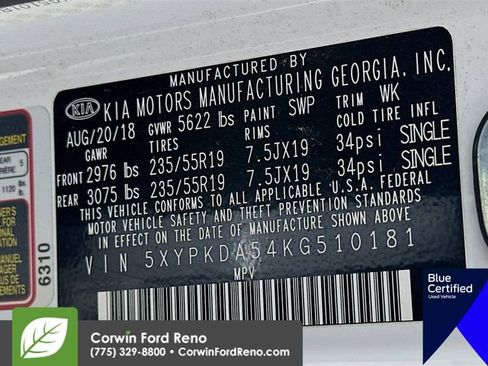 MANUFACTURED BY
KIA KIA MOTORS MANUFACTURING GEORGIA, INC.
AUG/20/18 GVWR 5622 lbs PAINT SWP TRIM WK
GAWR TIRES RIMS COLD TIRE INFL
FRONT 2976 lbs 235/55R19 7.5JX19 34psi SINGLE
REAR 3075 lbs 235/55R19 7.5JX19 34psi SINGLE
THIS VEHICLE CONFORMS TO ALL APPLICABLE U.S.A. FEDERAL
MOTOR VEHICLE SAFETY AND THEFT PREVENTION STANDARDS
IN EFFECT ON THE DATE OF MANUFACTURE SHOWN ABOVE.
VIN 5XYPKDA54KG510181
MPV
6310
1120 lbs
Blue
Certified
Used Vehicle
Corwin Ford Reno
(775) 329-8800 • CorwinFordReno.com